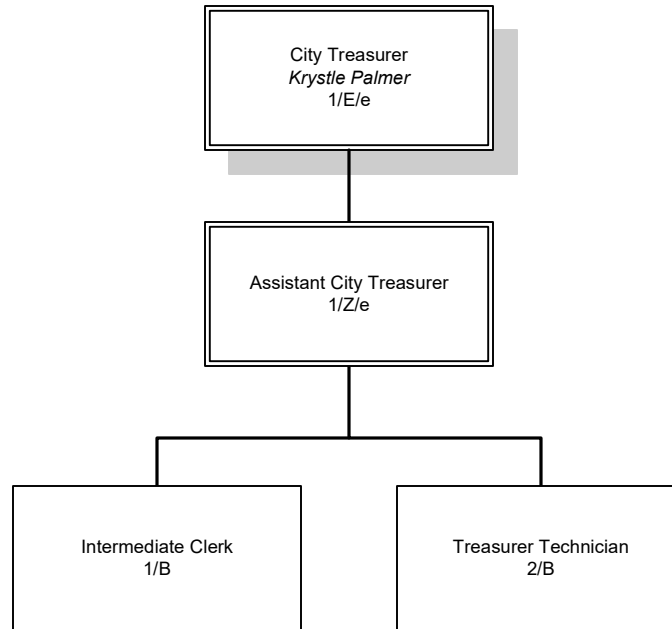 City Treasurer
Krystle Palmer
1/E/e
Assistant City Treasurer
1/Z/e
Intermediate Clerk
1/B
Treasurer Technician
2/B